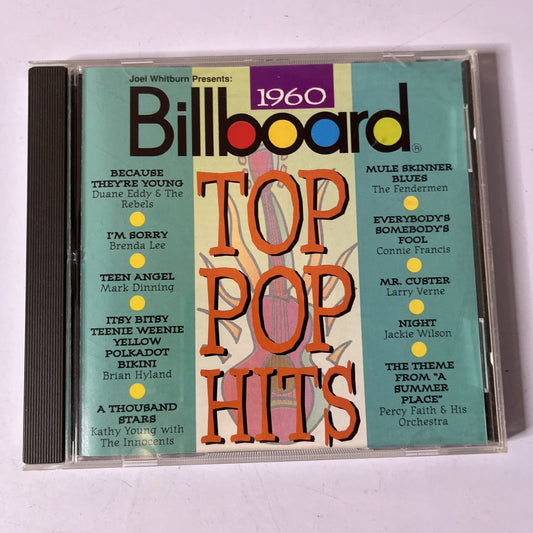 Joel Whitburn Presents:
1960
Billboard®
TOP
POP
HITS
BECAUSE
THEY'RE YOUNG
Duane Eddy & The
Rebels
I'M SORRY
Brenda Lee
TEEN ANGEL
Mark Dinning
ITSY BITSY
TEENIE WEENIE
YELLOW
POLKADOT
BIKINI
Brian Hyland
A THOUSAND
STARS
Kathy Young with
The Innocents
MULE SKINNER
BLUES
The Fendermen
EVERYBODY'S
SOMEBODY'S
FOOL
Connie Francis
MR. CUSTER
Larry Verne
NIGHT
Jackie Wilson
THE THEME
FROM "A
SUMMER
PLACE"
Percy Faith & His
Orchestra